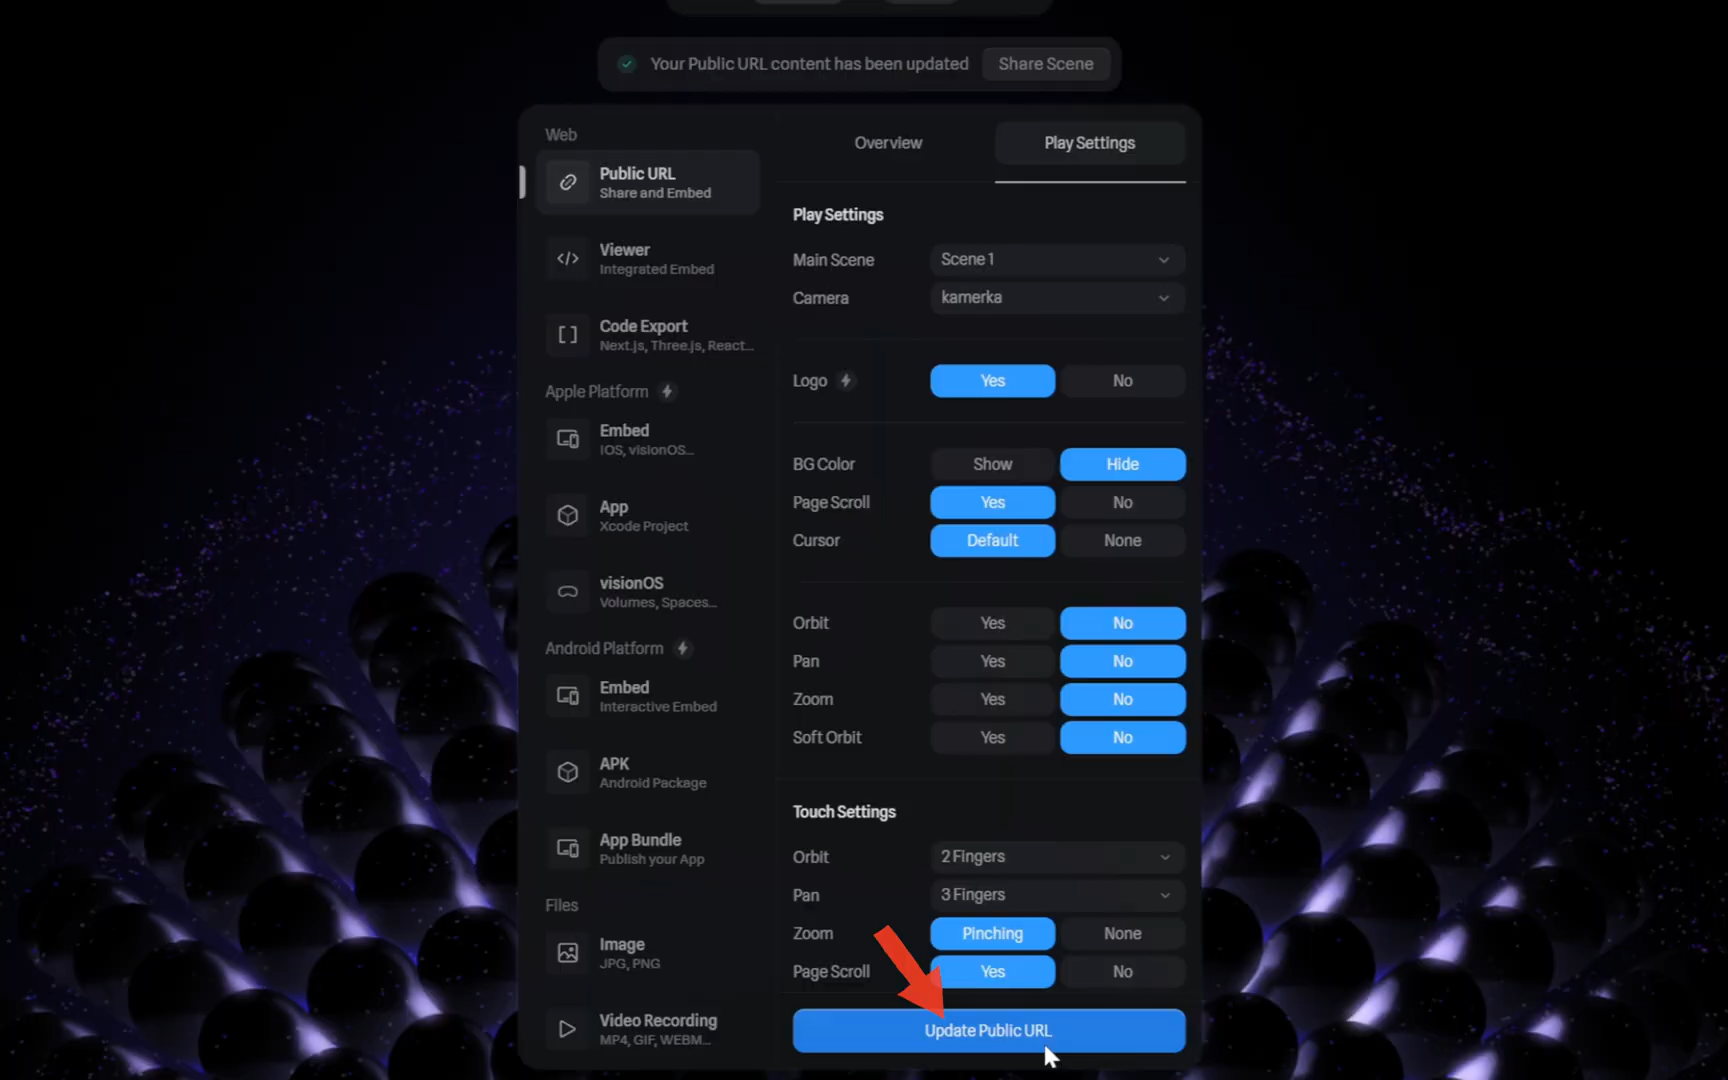 Your Public URL content has been updated
Share Scene
Web
Public URL
Share and Embed
Viewer
Integrated Embed
Code Export
Next.js, Three.js, React...
Apple Platform
Embed
iOS, visionOS...
App
Xcode Project
visionOS
Volumes, Spaces...
Android Platform
Embed
Interactive Embed
APK
Android Package
App Bundle
Publish your App
Files
Image
JPG, PNG
Video Recording
MP4, GIF, WEBM...
Overview
Play Settings
Play Settings
Main Scene Scene 1
Camera kamerka
Logo Yes No
BG Color Show Hide
Page Scroll Yes No
Cursor Default None
Orbit Yes No
Pan Yes No
Zoom Yes No
Soft Orbit Yes No
Touch Settings
Orbit 2 Fingers
Pan 3 Fingers
Zoom Pinching None
Page Scroll Yes No
Update Public URL